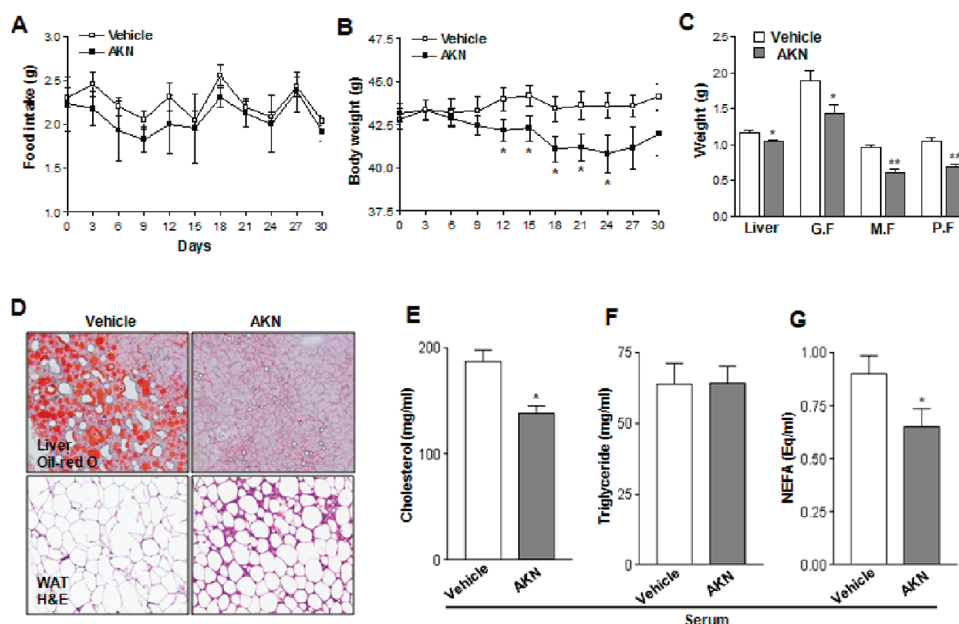 A
Vehicle
AKN
Food intake (g)
3.0
2.5
2.0
1.5
1.0
0 3 6 9 12 15 18 21 24 27 30
Days
B
Vehicle
AKN
Body weight (g)
47.5
45.0
42.5
40.0
37.5
* * * * *
0 3 6 9 12 15 18 21 24 27 30
C
Vehicle
AKN
Weight (g)
2.5
2.0
1.5
1.0
0.5
0.0
* * ** **
Liver G.F M.F P.F
D
Vehicle AKN
Liver
Oil-red O
WAT
H&E
E
Cholesterol (mg/ml)
200
100
0
*
Vehicle AKN
F
Triglyceride (mg/ml)
75
50
25
0
Vehicle AKN
G
NEFA (Eq/ml)
1.00
0.75
0.50
0.25
0.00
*
Vehicle AKN
Serum